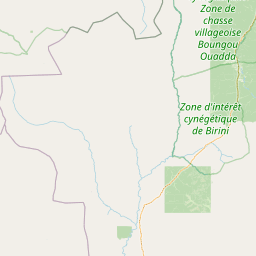 Zone de
chasse
villageoise
Boungou
Ouadda
Zone d'intérêt
cynégétique
de Birini